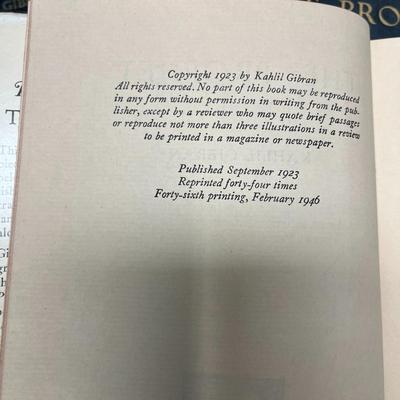 Copyright 1923 by Kahlil Gibran
All rights reserved. No part of this book may be reproduced
in any form without permission in writing from the pub-
lisher, except by a reviewer who may quote brief passages
or reproduce not more than three illustrations in a review
to be printed in a magazine or newspaper.
Published September 1923
Reprinted forty-four times
Forty-sixth printing, February 1946
PRO